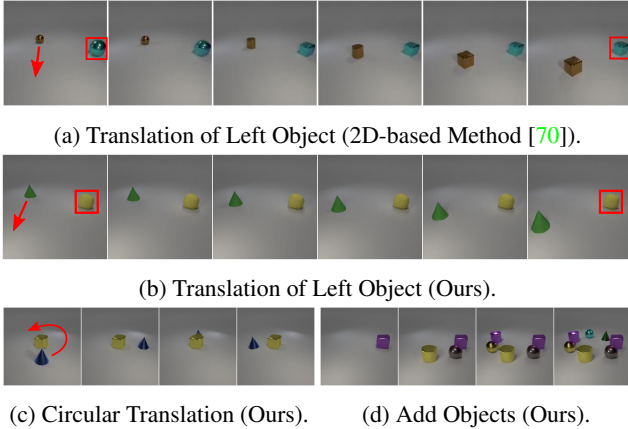 (a) Translation of Left Object (2D-based Method [70]).
(b) Translation of Left Object (Ours).
(c) Circular Translation (Ours).
(d) Add Objects (Ours).